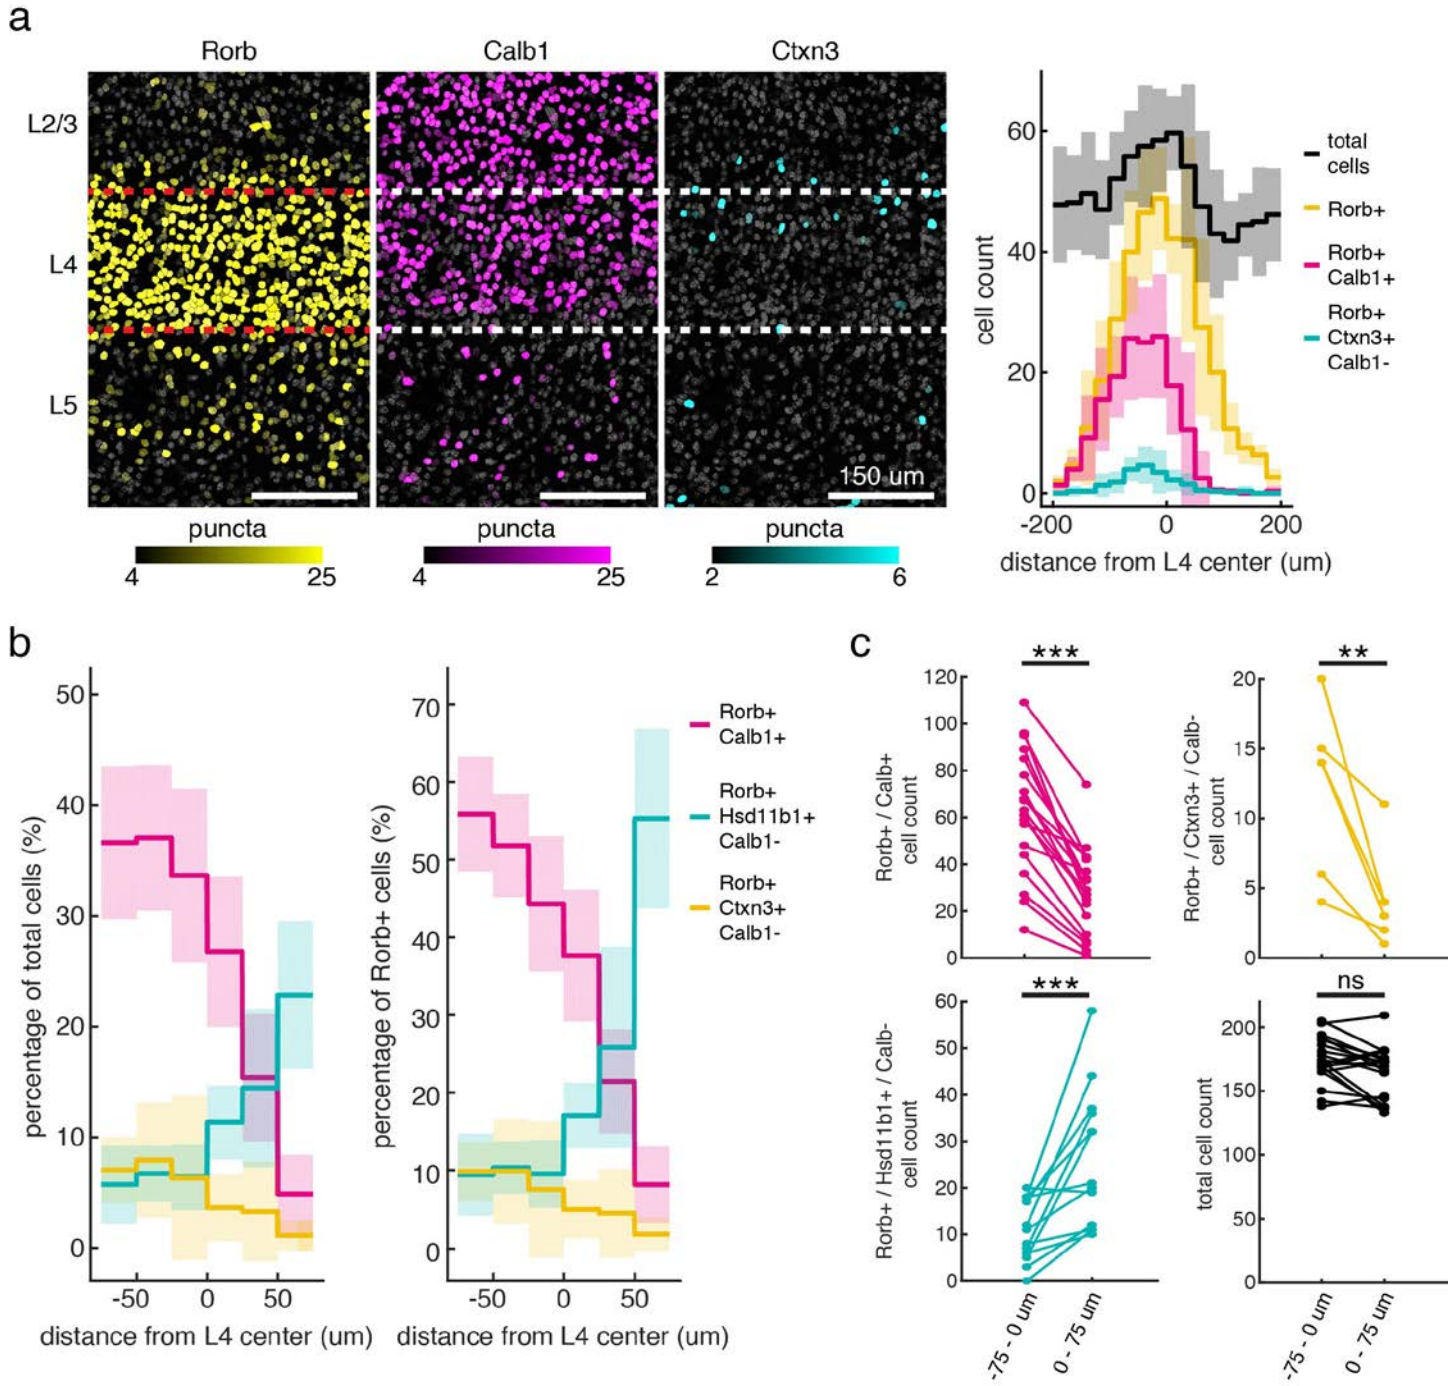 a
Rorb
Calb1
Ctxn3
L2/3
L4
L5
150 um
puncta
4
25
puncta
4
25
puncta
2
6
cell count
60
40
20
0
-200
0
200
distance from L4 center (um)
total
cells
Rorb+
Rorb+
Calb1+
Rorb+
Ctxn3+
Calb1-
b
percentage of total cells (%)
50
40
30
20
10
0
-50
0
50
distance from L4 center (um)
percentage of Rorb+ cells (%)
70
60
50
40
30
20
10
0
-50
0
50
distance from L4 center (um)
Rorb+
Calb1+
Rorb+
Hsd11b1+
Calb1-
Rorb+
Ctxn3+
Calb1-
c
***
Rorb+ / Calb+
cell count
120
100
80
60
40
20
0
**
Rorb+ / Ctxn3+ / Calb-
cell count
20
15
10
5
0
***
Rorb+ / Hsd11b1+ / Calb-
cell count
60
50
40
30
20
10
0
-75 - 0 um
0 - 75 um
ns
total cell count
200
150
100
50
0
-75 - 0 um
0 - 75 um